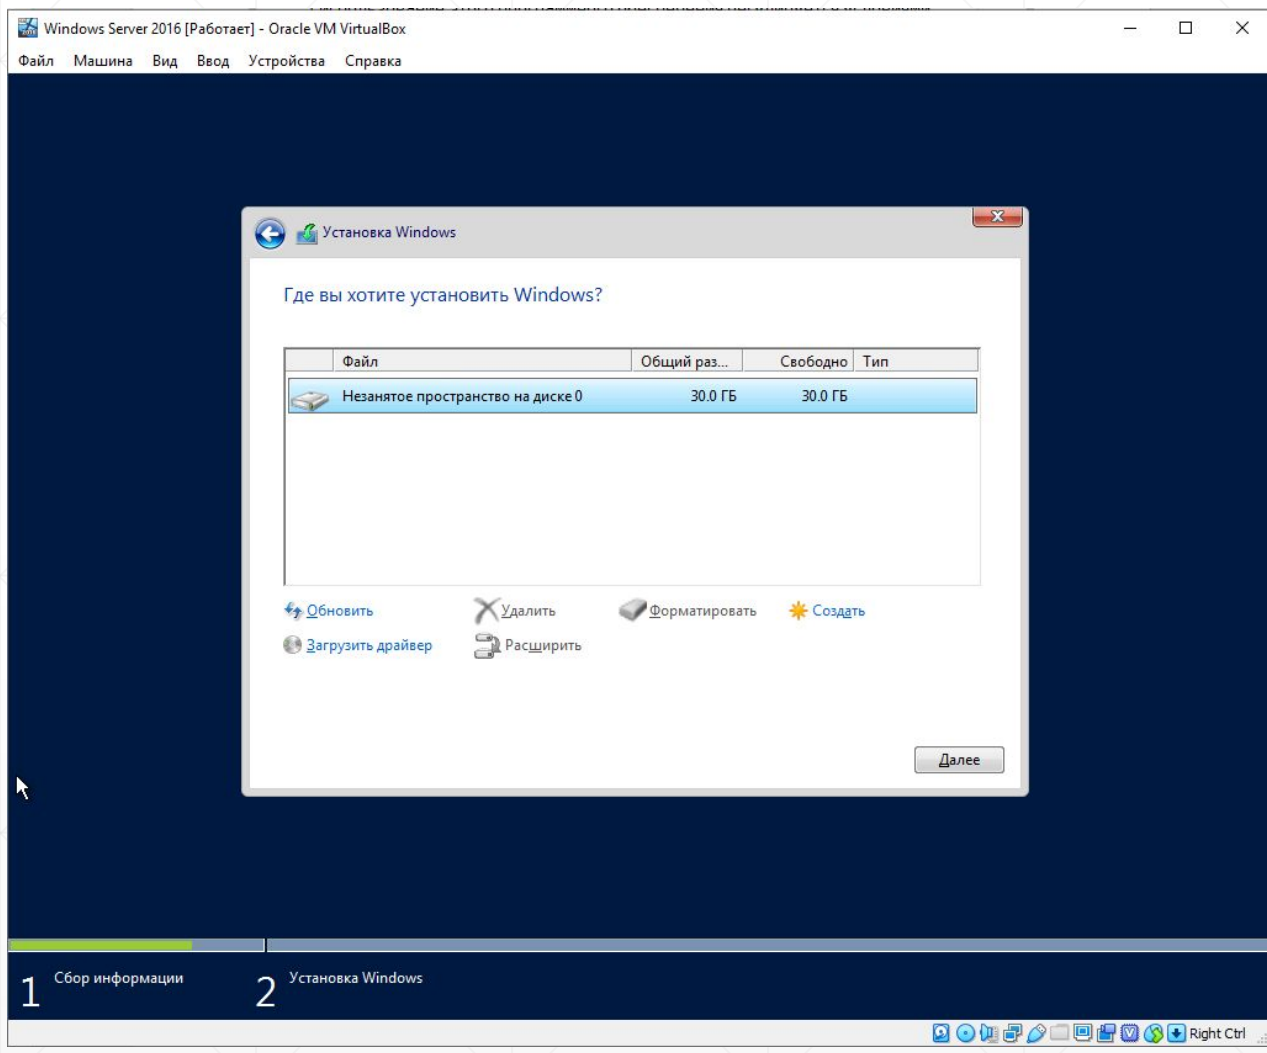 Windows Server 2016 [Работает] - Oracle VM VirtualBox
Файл Машина Вид Ввод Устройства Справка
Установка Windows
Где вы хотите установить Windows?
Файл Общий раз... Свободно Тип
Незанятое пространство на диске 0 30.0 ГБ 30.0 ГБ
Обновить Удалить Форматировать Создать
Загрузить драйвер Расширить
Далее
1 Сбор информации 2 Установка Windows
Right Ctrl